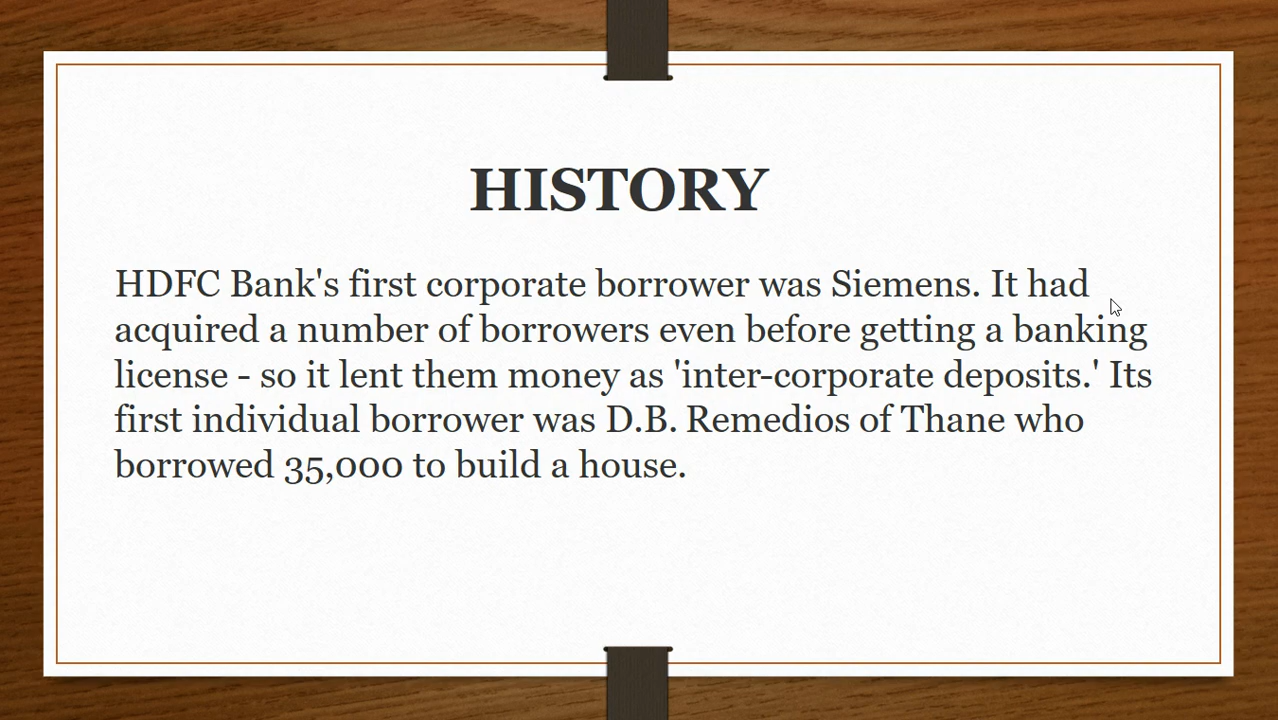 HISTORY
HDFC Bank's first corporate borrower was Siemens. It had
acquired a number of borrowers even before getting a banking
license - so it lent them money as 'inter-corporate deposits.' Its
first individual borrower was D.B. Remedios of Thane who
borrowed 35,000 to build a house.